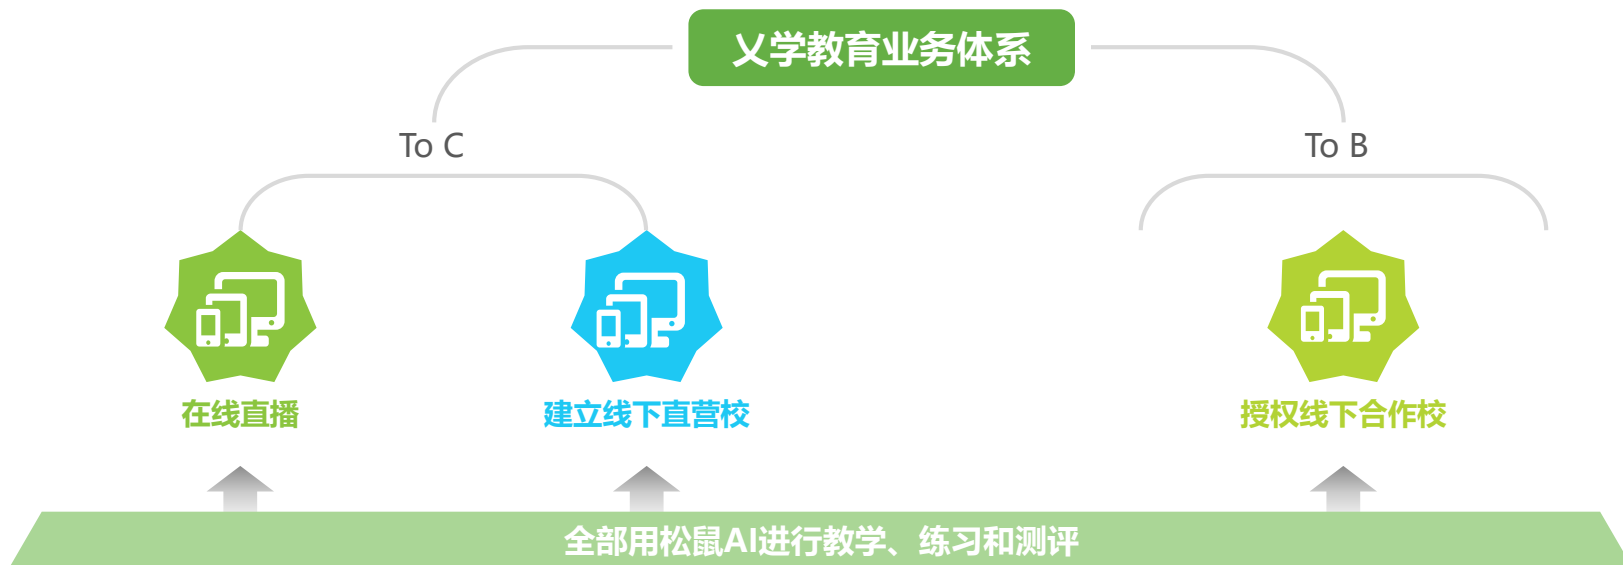 乂学教育业务体系
To C
To B
在线直播
建立线下直营校
授权线下合作校
全部用松鼠AI进行教学、练习和测评